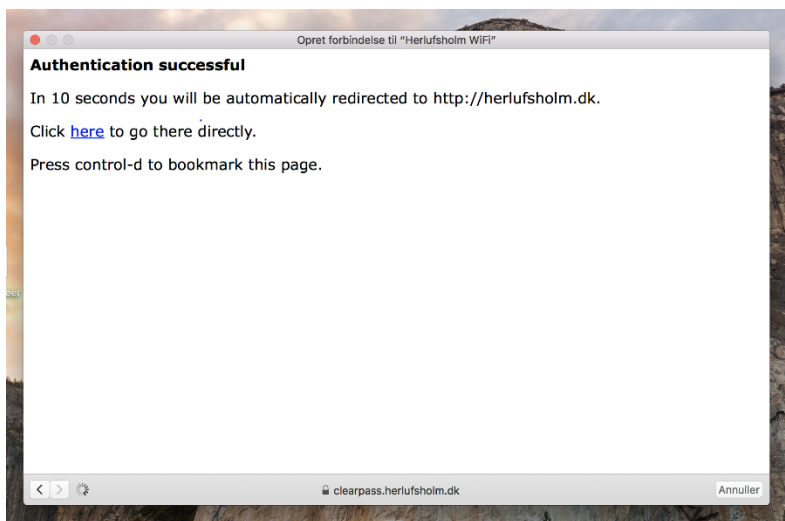 Opret forbindelse til "Herlufsholm WiFi"
Authentication successful
In 10 seconds you will be automatically redirected to http://herlufsholm.dk.
Click here to go there directly.
Press control-d to bookmark this page.
eer
clearpass.herlufsholm.dk
Annuller